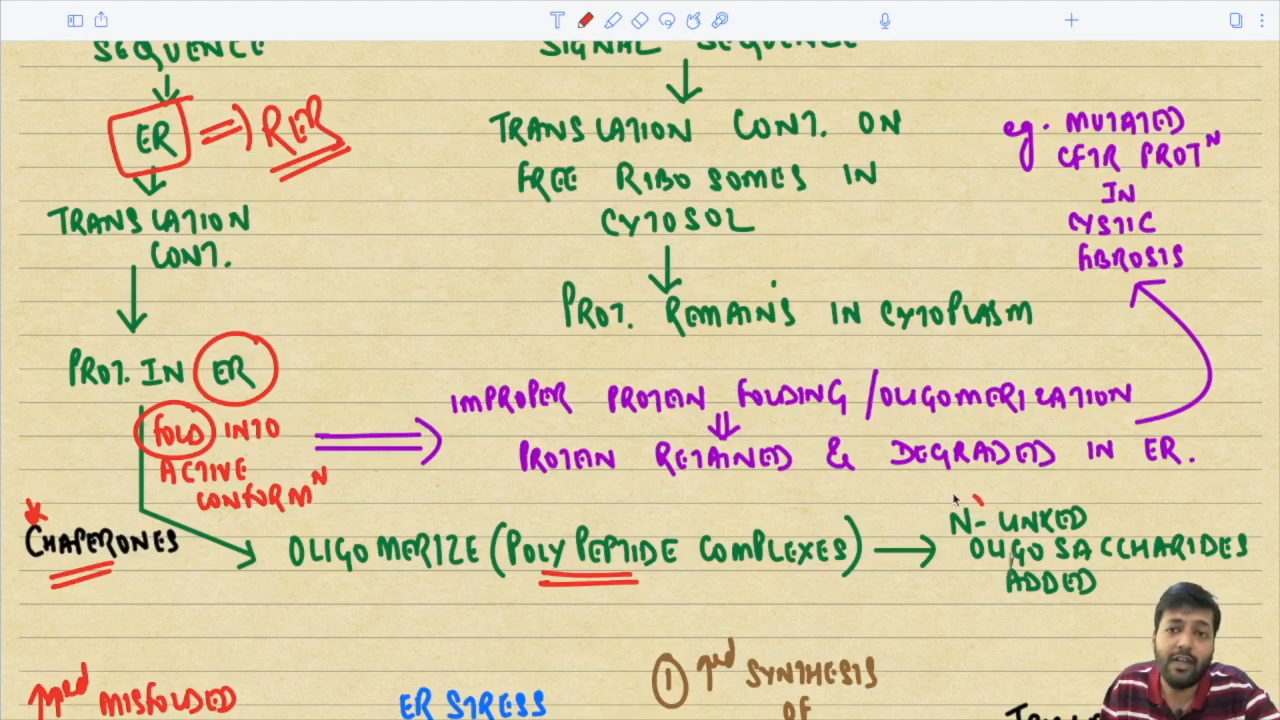 SEQUENCE
ER => RER
TRANSLATION
CONT.
PROT. IN ER
FOLD INTO
ACTIVE
CONFORMᴺ
CHAPERONES
SIGNAL SEQUENCE
TRANSLATION CONT. ON
FREE RIBOSOMES IN
CYTOSOL
PROT. REMAINS IN CYTOPLASM
eg. MUTATED
CFTR PROTᴺ
IN
CYSTIC
FIBROSIS
IMPROPER PROTEIN FOLDING /OLIGOMERIZATION
PROTEIN RETAINED & DEGRADED IN ER.
OLIGOMERIZE (POLYPEPTIDE COMPLEXES)
N- LINKED
OLIGOSACCHARIDES
ADDED
MISFOLDED
ER STRESS
① SYNTHESIS
OF